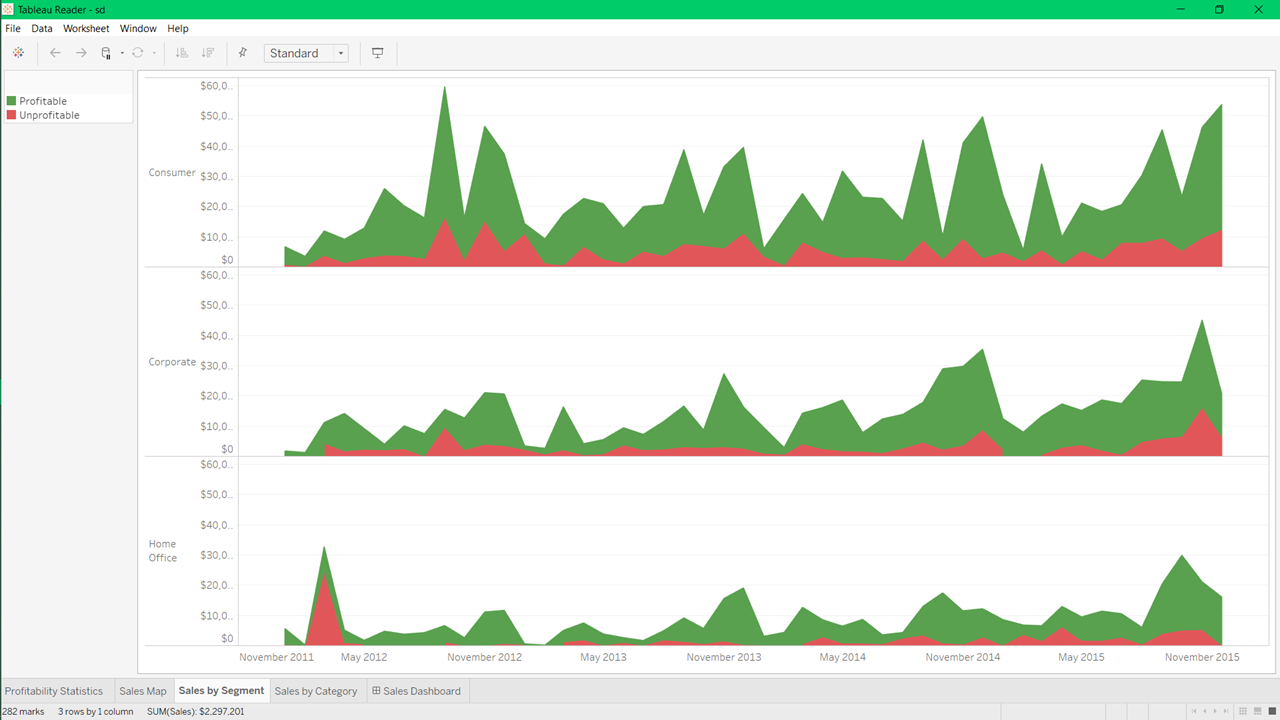 Tableau Reader - sd
File Data Worksheet Window Help
Standard
Profitable
Unprofitable
Consumer
$60,0..
$50,0..
$40,0..
$30,0..
$20,0..
$10,0..
$0
Corporate
$60,0..
$50,0..
$40,0..
$30,0..
$20,0..
$10,0..
$0
Home
Office
$60,0..
$50,0..
$40,0..
$30,0..
$20,0..
$10,0..
$0
November 2011 May 2012 November 2012 May 2013 November 2013 May 2014 November 2014 May 2015 November 2015
Profitability Statistics Sales Map Sales by Segment Sales by Category Sales Dashboard
282 marks 3 rows by 1 column SUM(Sales): $2,297,201